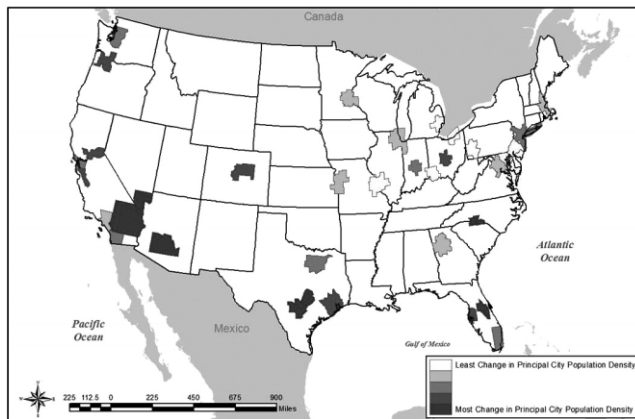 Canada
Atlantic
Ocean
Pacific
Ocean
Mexico
Gulf of Mexico
Least Change in Principal City Population Density
Most Change in Principal City Population Density
225 112.5 0 225 450 675 900
Miles